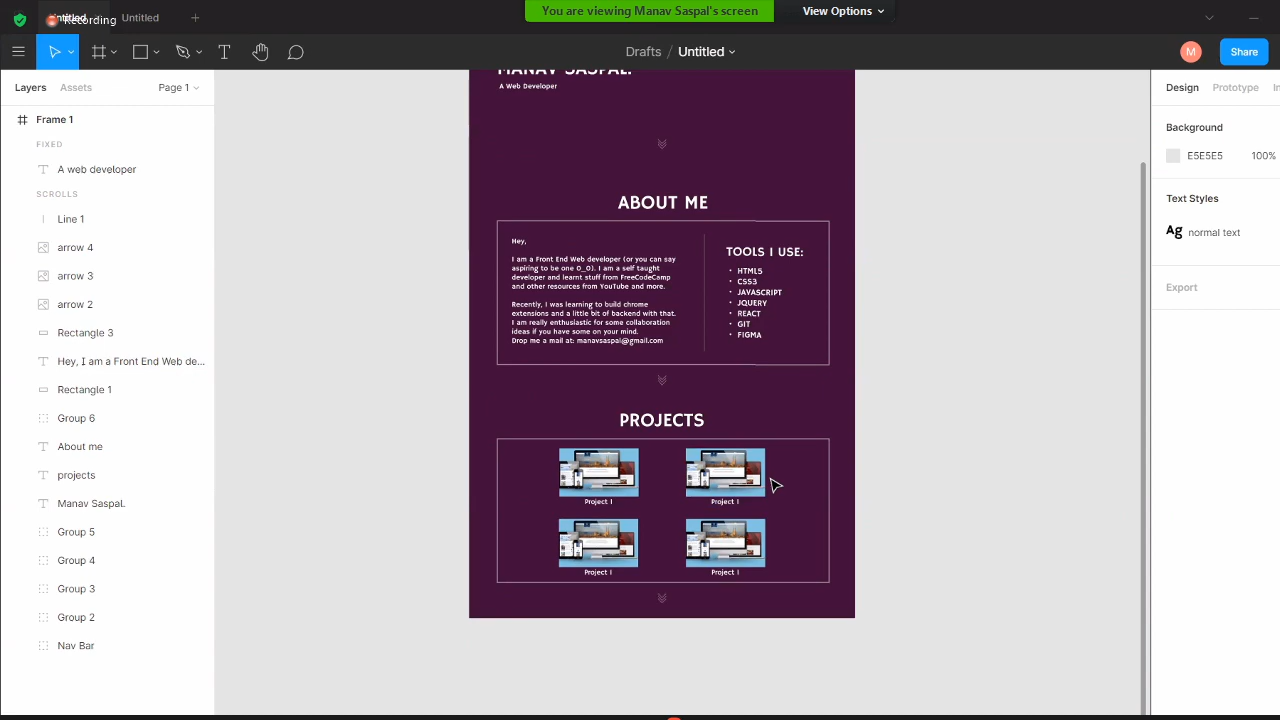 Untitled
Recording
Untitled
You are viewing Manav Saspal's screen
View Options
Drafts / Untitled
M
Share
Layers
Assets
Page 1
Frame 1
FIXED
A web developer
SCROLLS
Line 1
arrow 4
arrow 3
arrow 2
Rectangle 3
Hey, I am a Front End Web de...
Rectangle 1
Group 6
About me
projects
Manav Saspal.
Group 5
Group 4
Group 3
Group 2
Nav Bar
MANAV SASPAL.
A Web Developer
ABOUT ME
Hey,
I am a Front End Web developer (or you can say
aspiring to be one 0_0). I am a self taught
developer and learnt stuff from FreeCodeCamp
and other resources from YouTube and more.
Recently, I was learning to build chrome
extensions and a little bit of backend with that.
I am really enthusiastic for some collaboration
ideas if you have some on your mind.
Drop me a mail at: manavsaspal@gmail.com
TOOLS I USE:
• HTML5
• CSS3
• JAVASCRIPT
• JQUERY
• REACT
• GIT
• FIGMA
PROJECTS
Project 1
Project 1
Project 1
Project 1
Design
Prototype
In
Background
E5E5E5
100%
Text Styles
Ag normal text
Export